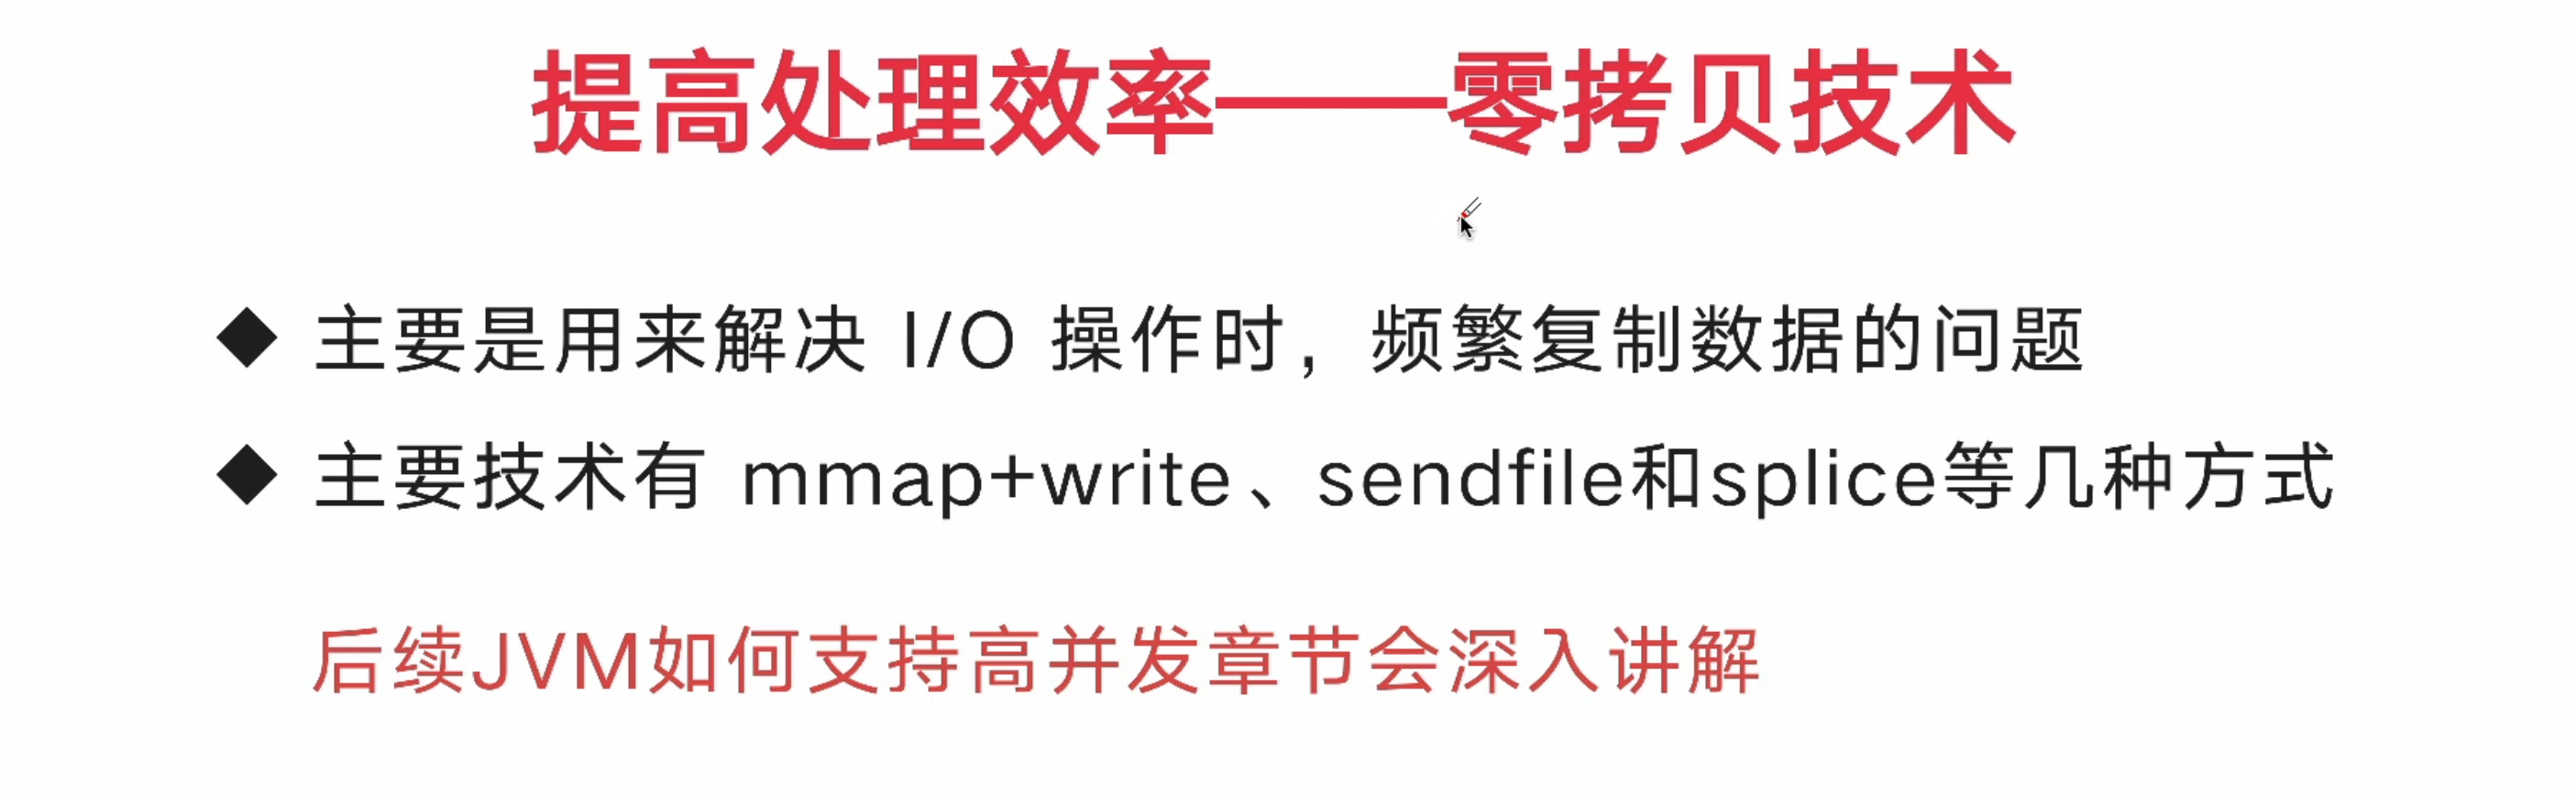 提高处理效率——零拷贝技术
◆ 主要是用来解决 I/O 操作时，频繁复制数据的问题
◆ 主要技术有 mmap+write、sendfile和splice等几种方式
后续JVM如何支持高并发章节会深入讲解